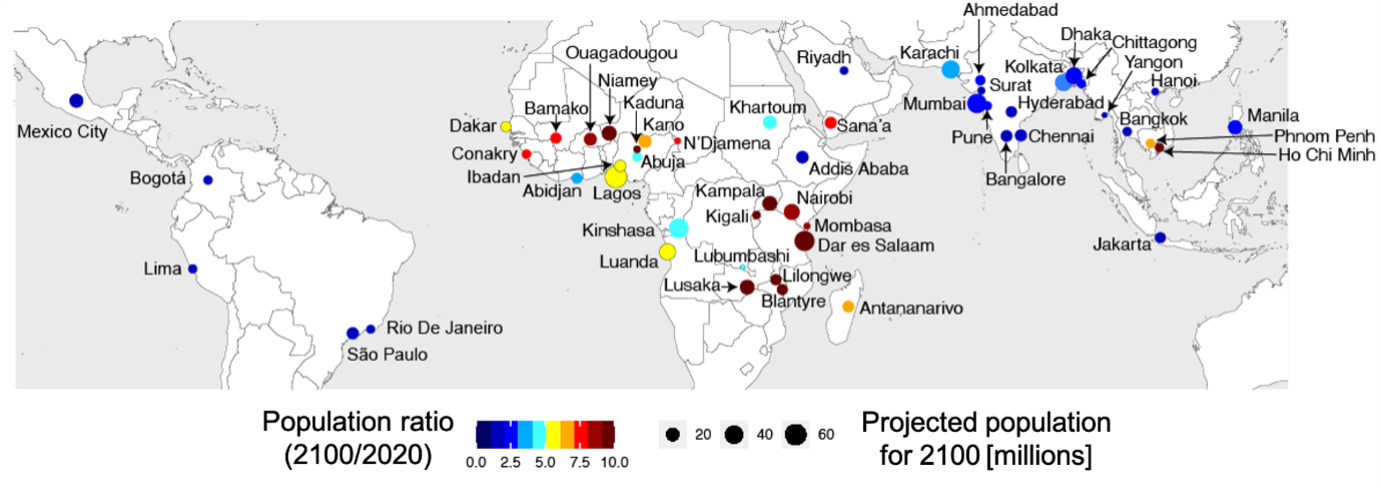 Ahmedabad
Dhaka
Chittagong
Riyadh
Karachi
Kolkata
Yangon
Ouagadougou
Niamey
Surat
Hanoi
Bamako
Kaduna
Khartoum
Mumbai
Hyderabad
Mexico City
Dakar
Kano
Sana'a
Bangkok
Manila
Conakry
N'Djamena
Pune
Chennai
Phnom Penh
Ho Chi Minh
Bogotá
Ibadan
Abuja
Addis Ababa
Bangalore
Abidjan
Lagos
Kampala
Nairobi
Kigali
Mombasa
Kinshasa
Dar es Salaam
Jakarta
Lima
Luanda
Lubumbashi
Lilongwe
Lusaka
Blantyre
Antananarivo
Rio De Janeiro
São Paulo
Population ratio
(2100/2020)
0.0 2.5 5.0 7.5 10.0
20 40 60
Projected population
for 2100 [millions]